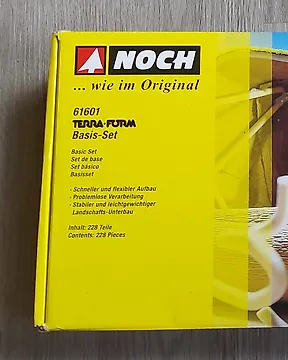 NOCH
... wie im Original
61601
TERRA-FORM
Basis-Set
Basic Set
Set de base
Set básico
Basisset
- Schneller und flexibler Aufbau
- Problemlose Verarbeitung
- Stabiler und leichtgewichtiger
Landschafts-Unterbau
Inhalt: 228 Teile
Contents: 228 Pieces